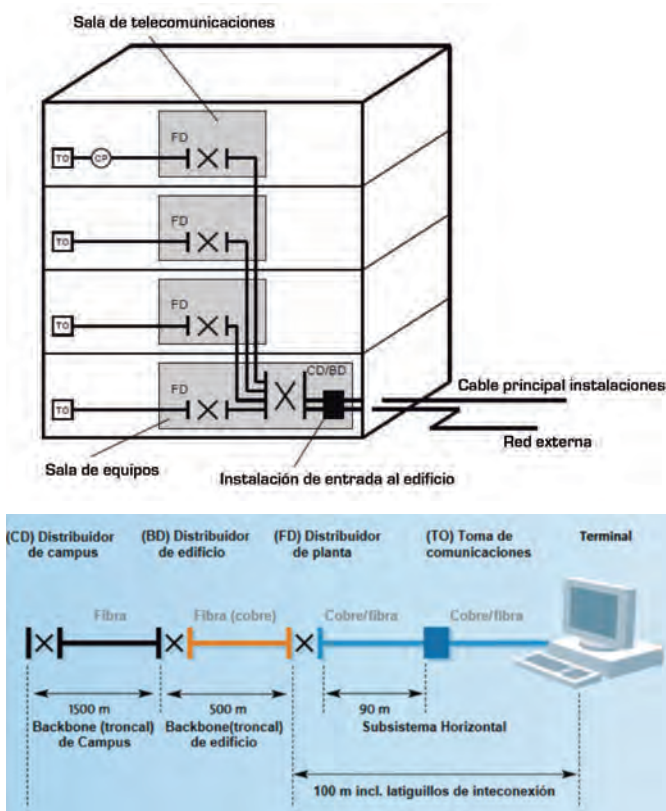 Sala de telecomunicaciones
FD
TO
CP
FD
TO
FD
TO
CD/BD
FD
TO
Cable principal instalaciones
Red externa
Sala de equipos
Instalación de entrada al edificio
(CD) Distribuidor
de campus
(BD) Distribuidor
de edificio
(FD) Distribuidor
de planta
(TO) Toma de
comunicaciones
Terminal
Fibra
Fibra (cobre)
Cobre/fibra
Cobre/fibra
1500 m
Backbone (troncal)
de Campus
500 m
Backbone(troncal)
de edificio
90 m
Subsistema Horizontal
100 m incl. latiguillos de inteconexión